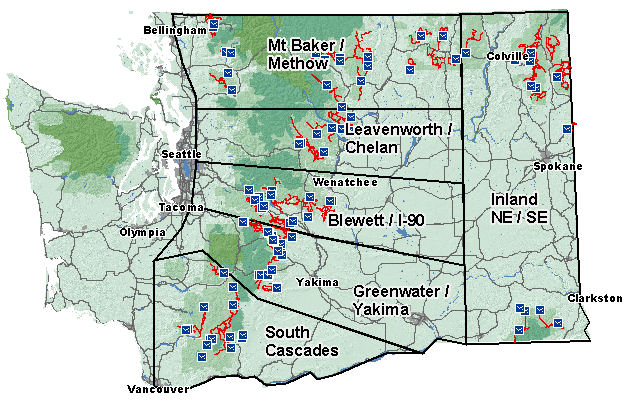 Bellingham
Mt Baker /
Methow
Colville
Leavenworth /
Chelan
Seattle
Spokane
Wenatchee
Inland
NE / SE
Tacoma
Blewett / I-90
Olympia
Yakima
Greenwater /
Yakima
Clarkston
South
Cascades
Vancouver